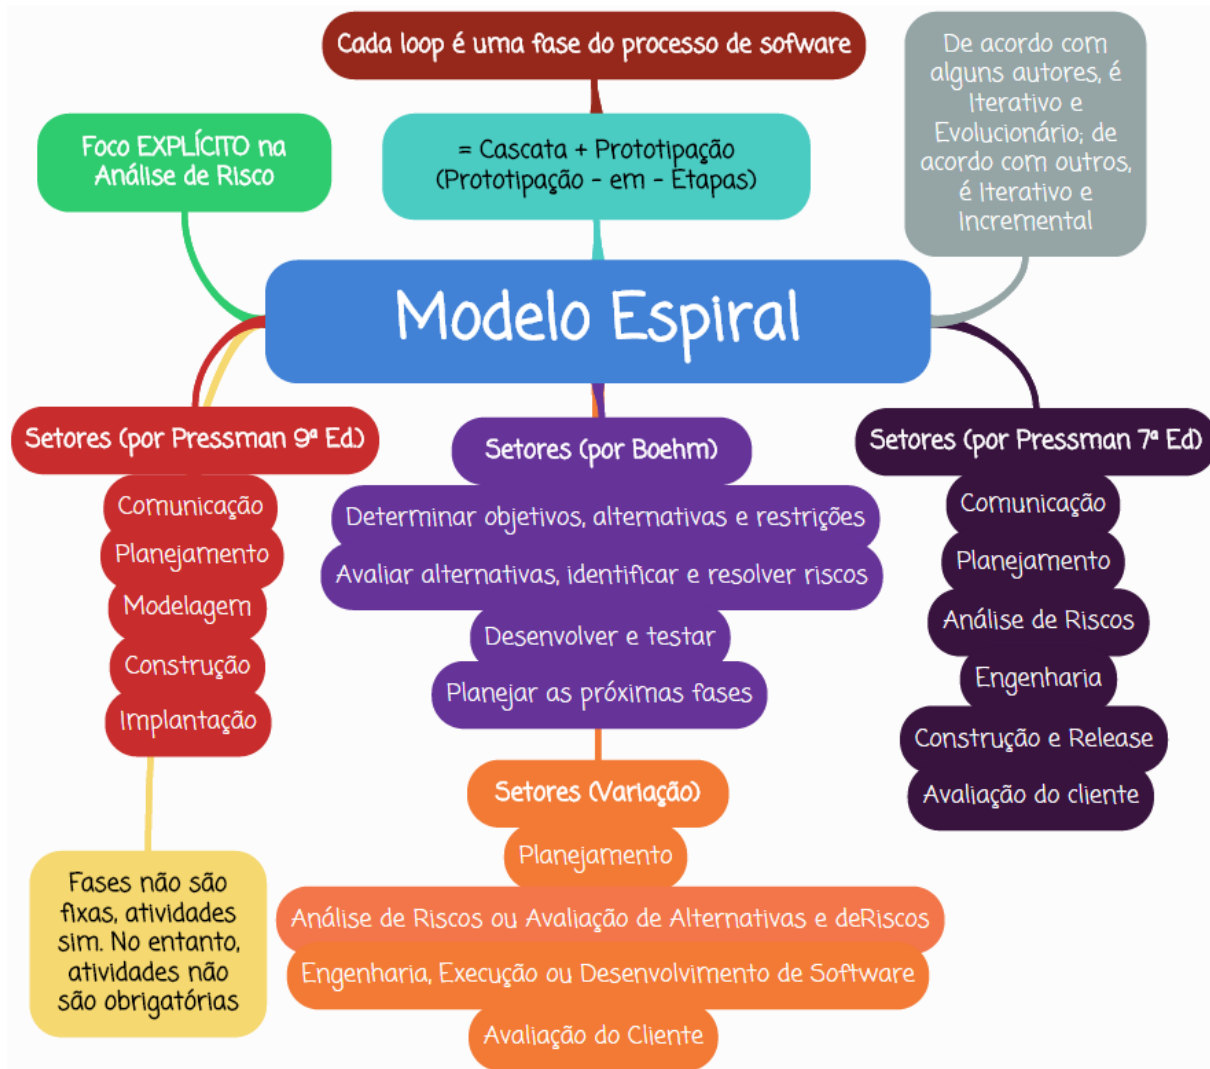 Cada loop é uma fase do processo de sofware
De acordo com
alguns autores, é
Iterativo e
Evolucionário; de
acordo com outros,
é Iterativo e
Incremental
Foco EXPLÍCITO na
Análise de Risco
= Cascata + Prototipação
(Prototipação - em - Etapas)
Modelo Espiral
Setores (por Pressman 9ª Ed.)
Comunicação
Planejamento
Modelagem
Construção
Implantação
Fases não são
fixas, atividades
sim. No entanto,
atividades não
são obrigatórias
Setores (por Boehm)
Determinar objetivos, alternativas e restrições
Avaliar alternativas, identificar e resolver riscos
Desenvolver e testar
Planejar as próximas fases
Setores (Variação)
Planejamento
Análise de Riscos ou Avaliação de Alternativas e deRiscos
Engenharia, Execução ou Desenvolvimento de Software
Avaliação do Cliente
Setores (por Pressman 7ª Ed)
Comunicação
Planejamento
Análise de Riscos
Engenharia
Construção e Release
Avaliação do cliente